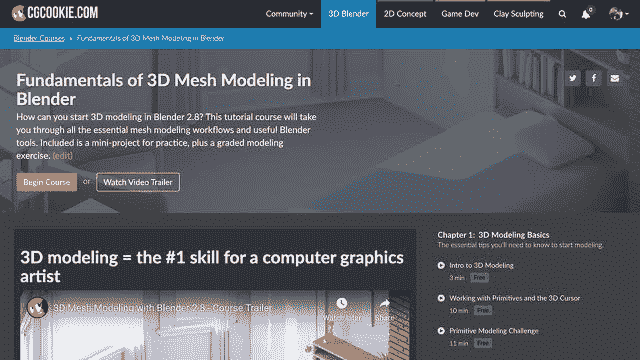 CGCOOKIE.COM
Community
3D Blender
2D Concept
Game Dev
Clay Sculpting
0
Blender Courses » Fundamentals of 3D Mesh Modeling in Blender
Fundamentals of 3D Mesh Modeling in
Blender
How can you start 3D modeling in Blender 2.8? This tutorial course will take
you through all the essential mesh modeling workflows and useful Blender
tools. Included is a mini-project for practice, plus a graded modeling
exercise. (edit)
Begin Course or Watch Video Trailer
3D modeling = the #1 skill for a computer graphics
artist
3D Mesh Modeling with Blender 2.8 - Course Trailer
Watch later
Share
Chapter 1: 3D Modeling Basics
The essential tips you'll need to know to start modeling.
Intro to 3D Modeling
3 min Free
Working with Primitives and the 3D Cursor
10 min Free
Primitive Modeling Challenge
11 min Free